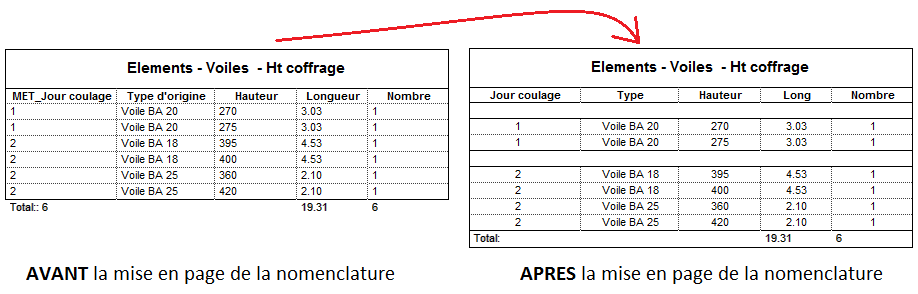 Elements - Voiles - Ht coffrage
MET_Jour coulage Type d'origine Hauteur Longueur Nombre
1 Voile BA 20 270 3.03 1
1 Voile BA 20 275 3.03 1
2 Voile BA 18 395 4.53 1
2 Voile BA 18 400 4.53 1
2 Voile BA 25 360 2.10 1
2 Voile BA 25 420 2.10 1
Total:: 6 19.31 6
AVANT la mise en page de la nomenclature
Elements - Voiles - Ht coffrage
Jour coulage Type Hauteur Long Nombre
1 Voile BA 20 270 3.03 1
1 Voile BA 20 275 3.03 1
2 Voile BA 18 395 4.53 1
2 Voile BA 18 400 4.53 1
2 Voile BA 25 360 2.10 1
2 Voile BA 25 420 2.10 1
Total: 19.31 6
APRES la mise en page de la nomenclature